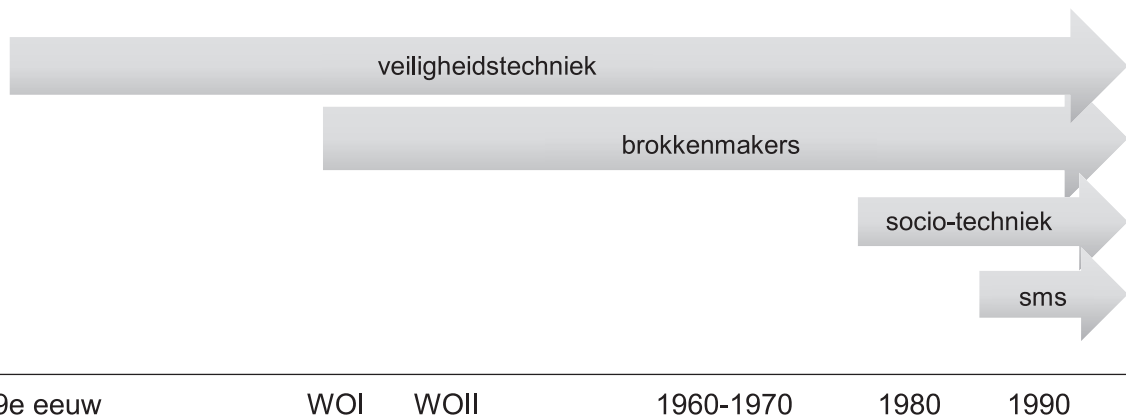 veiligheidstechniek
brokkenmakers
socio-techniek
sms
9e eeuw WOI WOII 1960-1970 1980 1990